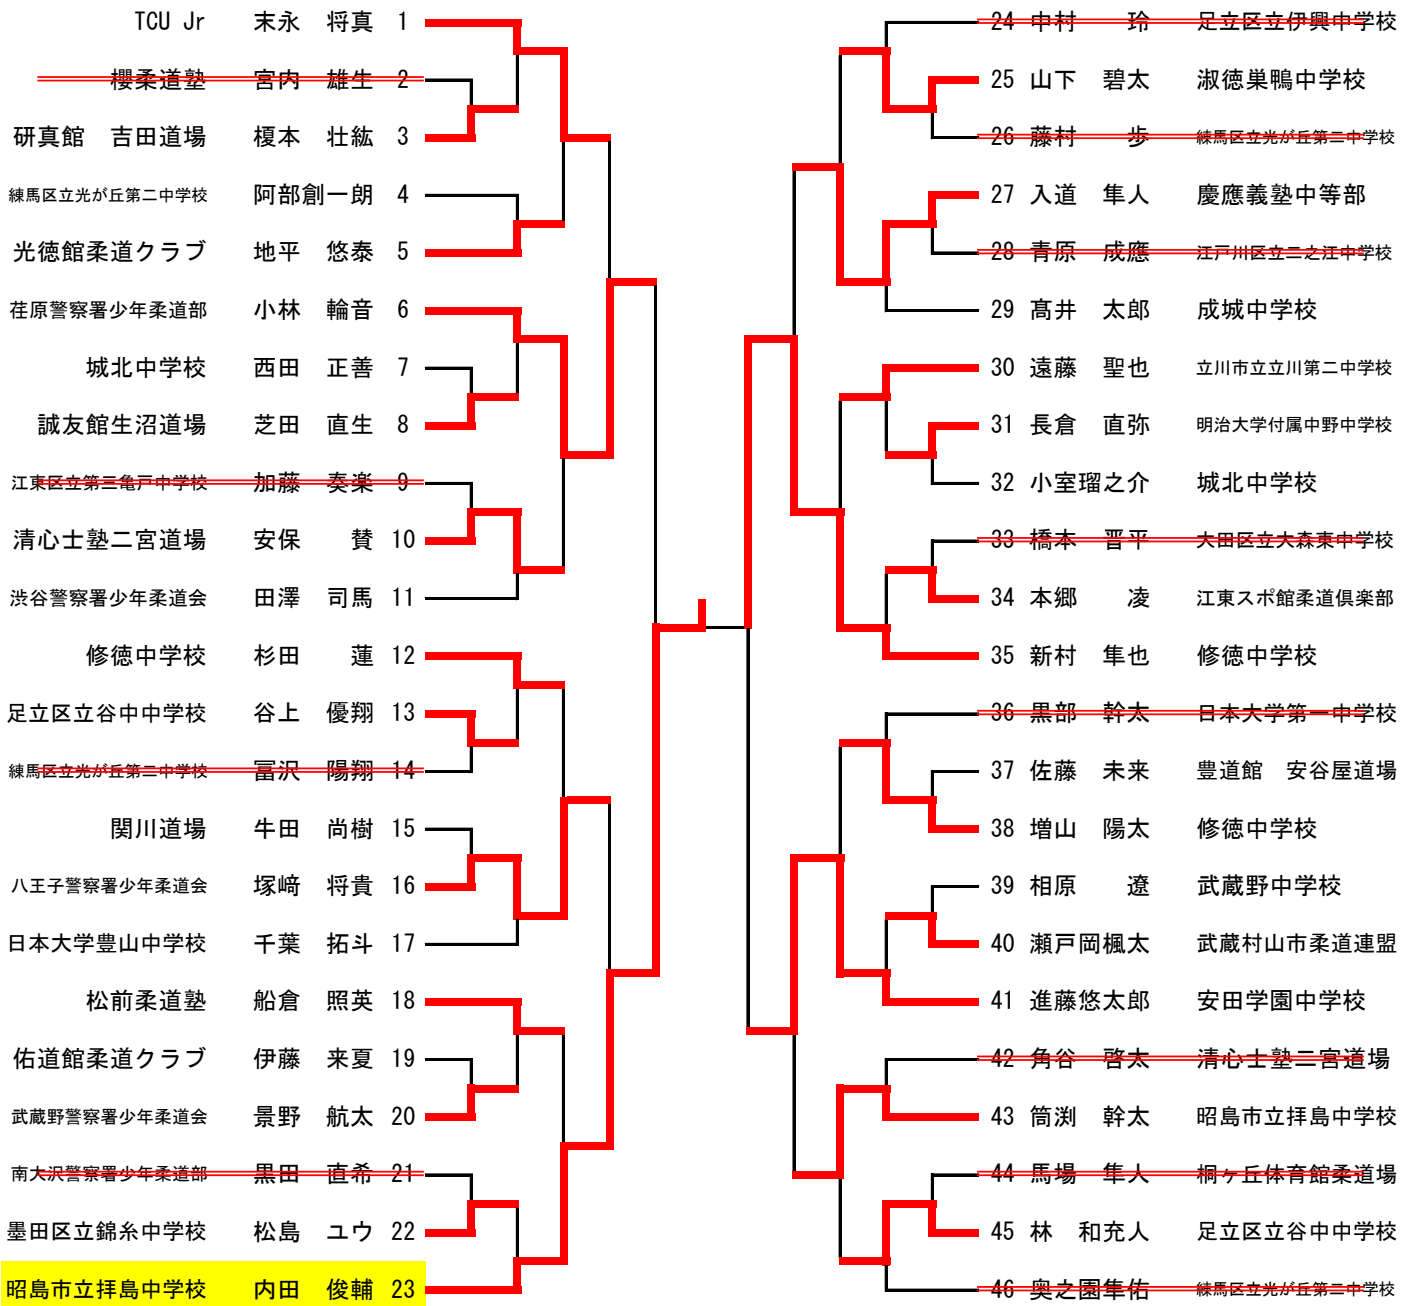 TCU Jr 末永 将真 1
櫻柔道塾 宮内 雄生 2
研真館 吉田道場 榎本 壮紘 3
練馬区立光が丘第二中学校 阿部創一朗 4
光徳館柔道クラブ 地平 悠泰 5
荏原警察署少年柔道部 小林 輪音 6
城北中学校 西田 正善 7
誠友館生沼道場 芝田 直生 8
江東区立第三亀戸中学校 加藤 奏楽 9
清心士塾二宮道場 安保 賛 10
渋谷警察署少年柔道会 田澤 司馬 11
修徳中学校 杉田 蓮 12
足立区立谷中中学校 谷上 優翔 13
練馬区立光が丘第二中学校 冨沢 陽翔 14
関川道場 牛田 尚樹 15
八王子警察署少年柔道会 塚﨑 将貴 16
日本大学豊山中学校 千葉 拓斗 17
松前柔道塾 船倉 照英 18
佑道館柔道クラブ 伊藤 来夏 19
武蔵野警察署少年柔道会 景野 航太 20
南大沢警察署少年柔道部 黒田 直希 21
墨田区立錦糸中学校 松島 ユウ 22
昭島市立拝島中学校 内田 俊輔 23
24 中村 玲 足立区立伊興中学校
25 山下 碧太 淑徳巣鴨中学校
26 藤村 歩 練馬区立光が丘第二中学校
27 入道 隼人 慶應義塾中等部
28 青原 成應 江戸川区立二之江中学校
29 髙井 太郎 成城中学校
30 遠藤 聖也 立川市立立川第二中学校
31 長倉 直弥 明治大学付属中野中学校
32 小室瑠之介 城北中学校
33 橋本 晋平 大田区立大森東中学校
34 本郷 凌 江東スポ館柔道倶楽部
35 新村 隼也 修徳中学校
36 黒部 幹太 日本大学第一中学校
37 佐藤 未来 豊道館 安谷屋道場
38 増山 陽太 修徳中学校
39 相原 遼 武蔵野中学校
40 瀬戸岡楓太 武蔵村山市柔道連盟
41 進藤悠太郎 安田学園中学校
42 角谷 啓太 清心士塾二宮道場
43 筒渕 幹太 昭島市立拝島中学校
44 馬場 隼人 桐ヶ丘体育館柔道場
45 林 和充人 足立区立谷中中学校
46 奥之園隼佑 練馬区立光が丘第二中学校